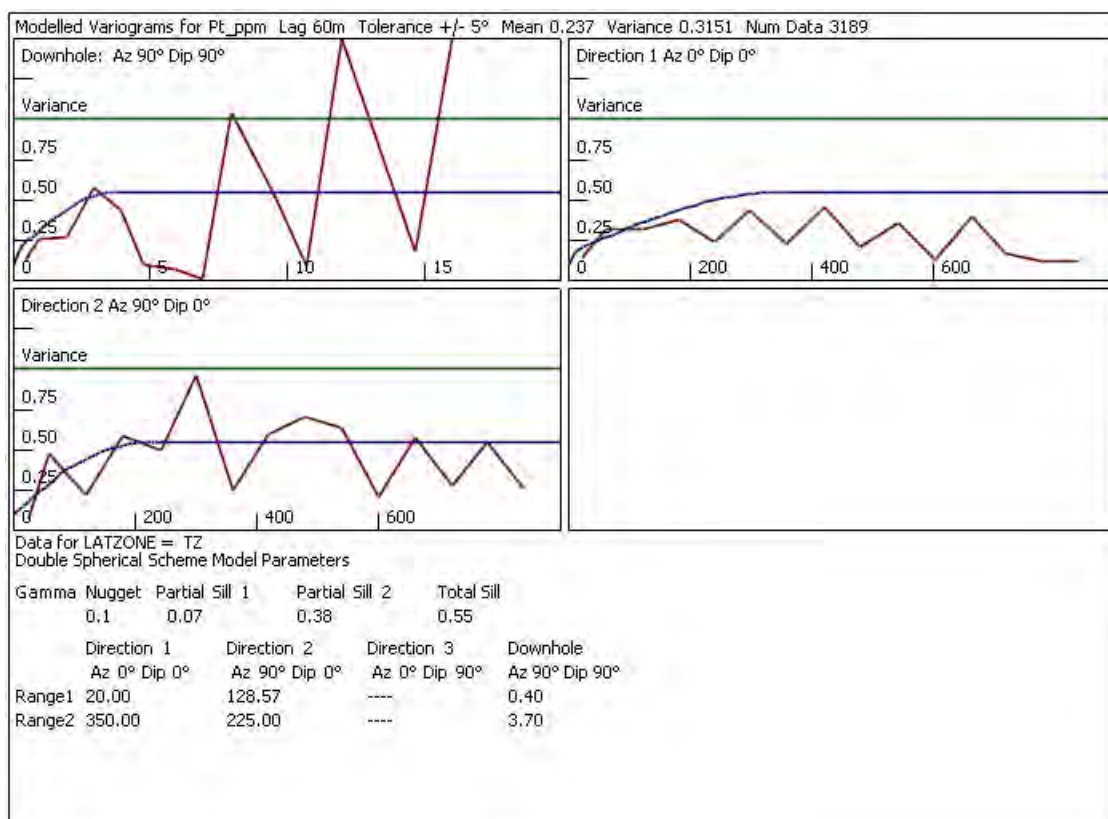 Modelled Variograms for Pt_ppm Lag 60m Tolerance +/- 5° Mean 0.237 Variance 0.3151 Num Data 3189
Downhole: Az 90° Dip 90°
Variance
0.75
0.50
0.25
0 5 10 15
Direction 1 Az 0° Dip 0°
Variance
0.75
0.50
0.25
0 200 400 600
Direction 2 Az 90° Dip 0°
Variance
0.75
0.50
0.25
0 200 400 600
Data for LATZONE = TZ
Double Spherical Scheme Model Parameters
Gamma Nugget Partial Sill 1 Partial Sill 2 Total Sill
0.1 0.07 0.38 0.55
Direction 1 Direction 2 Direction 3 Downhole
Az 0° Dip 0° Az 90° Dip 0° Az 0° Dip 90° Az 90° Dip 90°
Range1 20.00 128.57 ---- 0.40
Range2 350.00 225.00 ---- 3.70